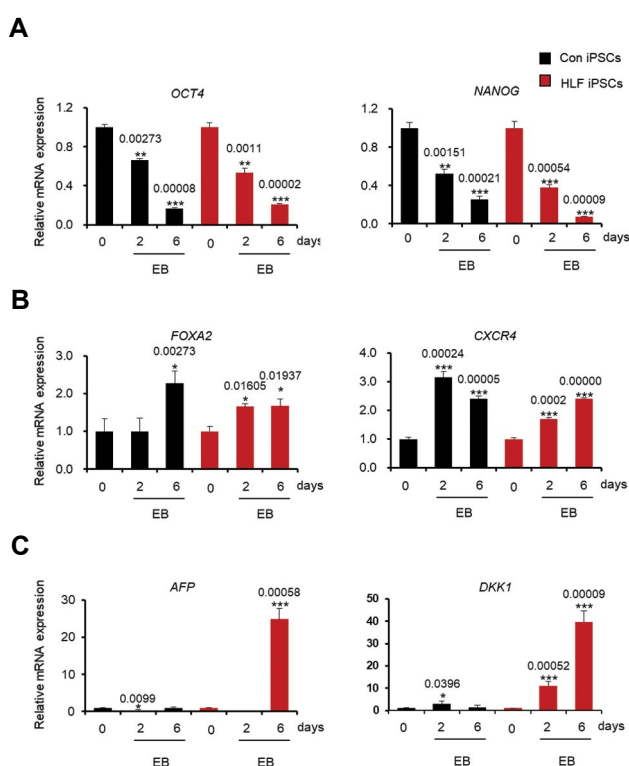 A
Con iPSCs
HLF iPSCs
OCT4
NANOG
Relative mRNA expression
1.2
0.8
0.4
0.0
0.00273
**
0.00008
***
0.0011
**
0.00002
***
0 2 6 0 2 6 days
EB EB
1.2
0.8
0.4
0.0
0.00151
**
0.00021
***
0.00054
***
0.00009
***
0 2 6 0 2 6 days
EB EB
B
FOXA2
CXCR4
Relative mRNA expression
3.0
2.0
1.0
0.0
0.00273
*
0.01605
*
0.01937
*
0 2 6 0 2 6 days
EB EB
4.0
3.0
2.0
1.0
0.0
0.00024
***
0.00005
***
0.0002
***
0.00000
***
0 2 6 0 2 6 days
EB EB
C
AFP
DKK1
Relative mRNA expression
30
20
10
0
0.0099
*
0.00058
***
0 2 6 0 2 6 days
EB EB
50
40
30
20
10
0
0.0396
*
0.00052
***
0.00009
***
0 2 6 0 2 6 days
EB EB